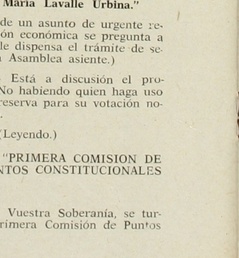 María Lavalle Urbina."
de un asunto de urgente re-
ón económica se pregunta a
le dispensa el trámite de se-
Asamblea asiente.)
Está a discusión el pro-
No habiendo quien haga uso
reserva para su votación no-
(Leyendo.)
"PRIMERA COMISION DE
NTOS CONSTITUCIONALES
Vuestra Soberanía, se tur-
rimera Comisión de Puntos